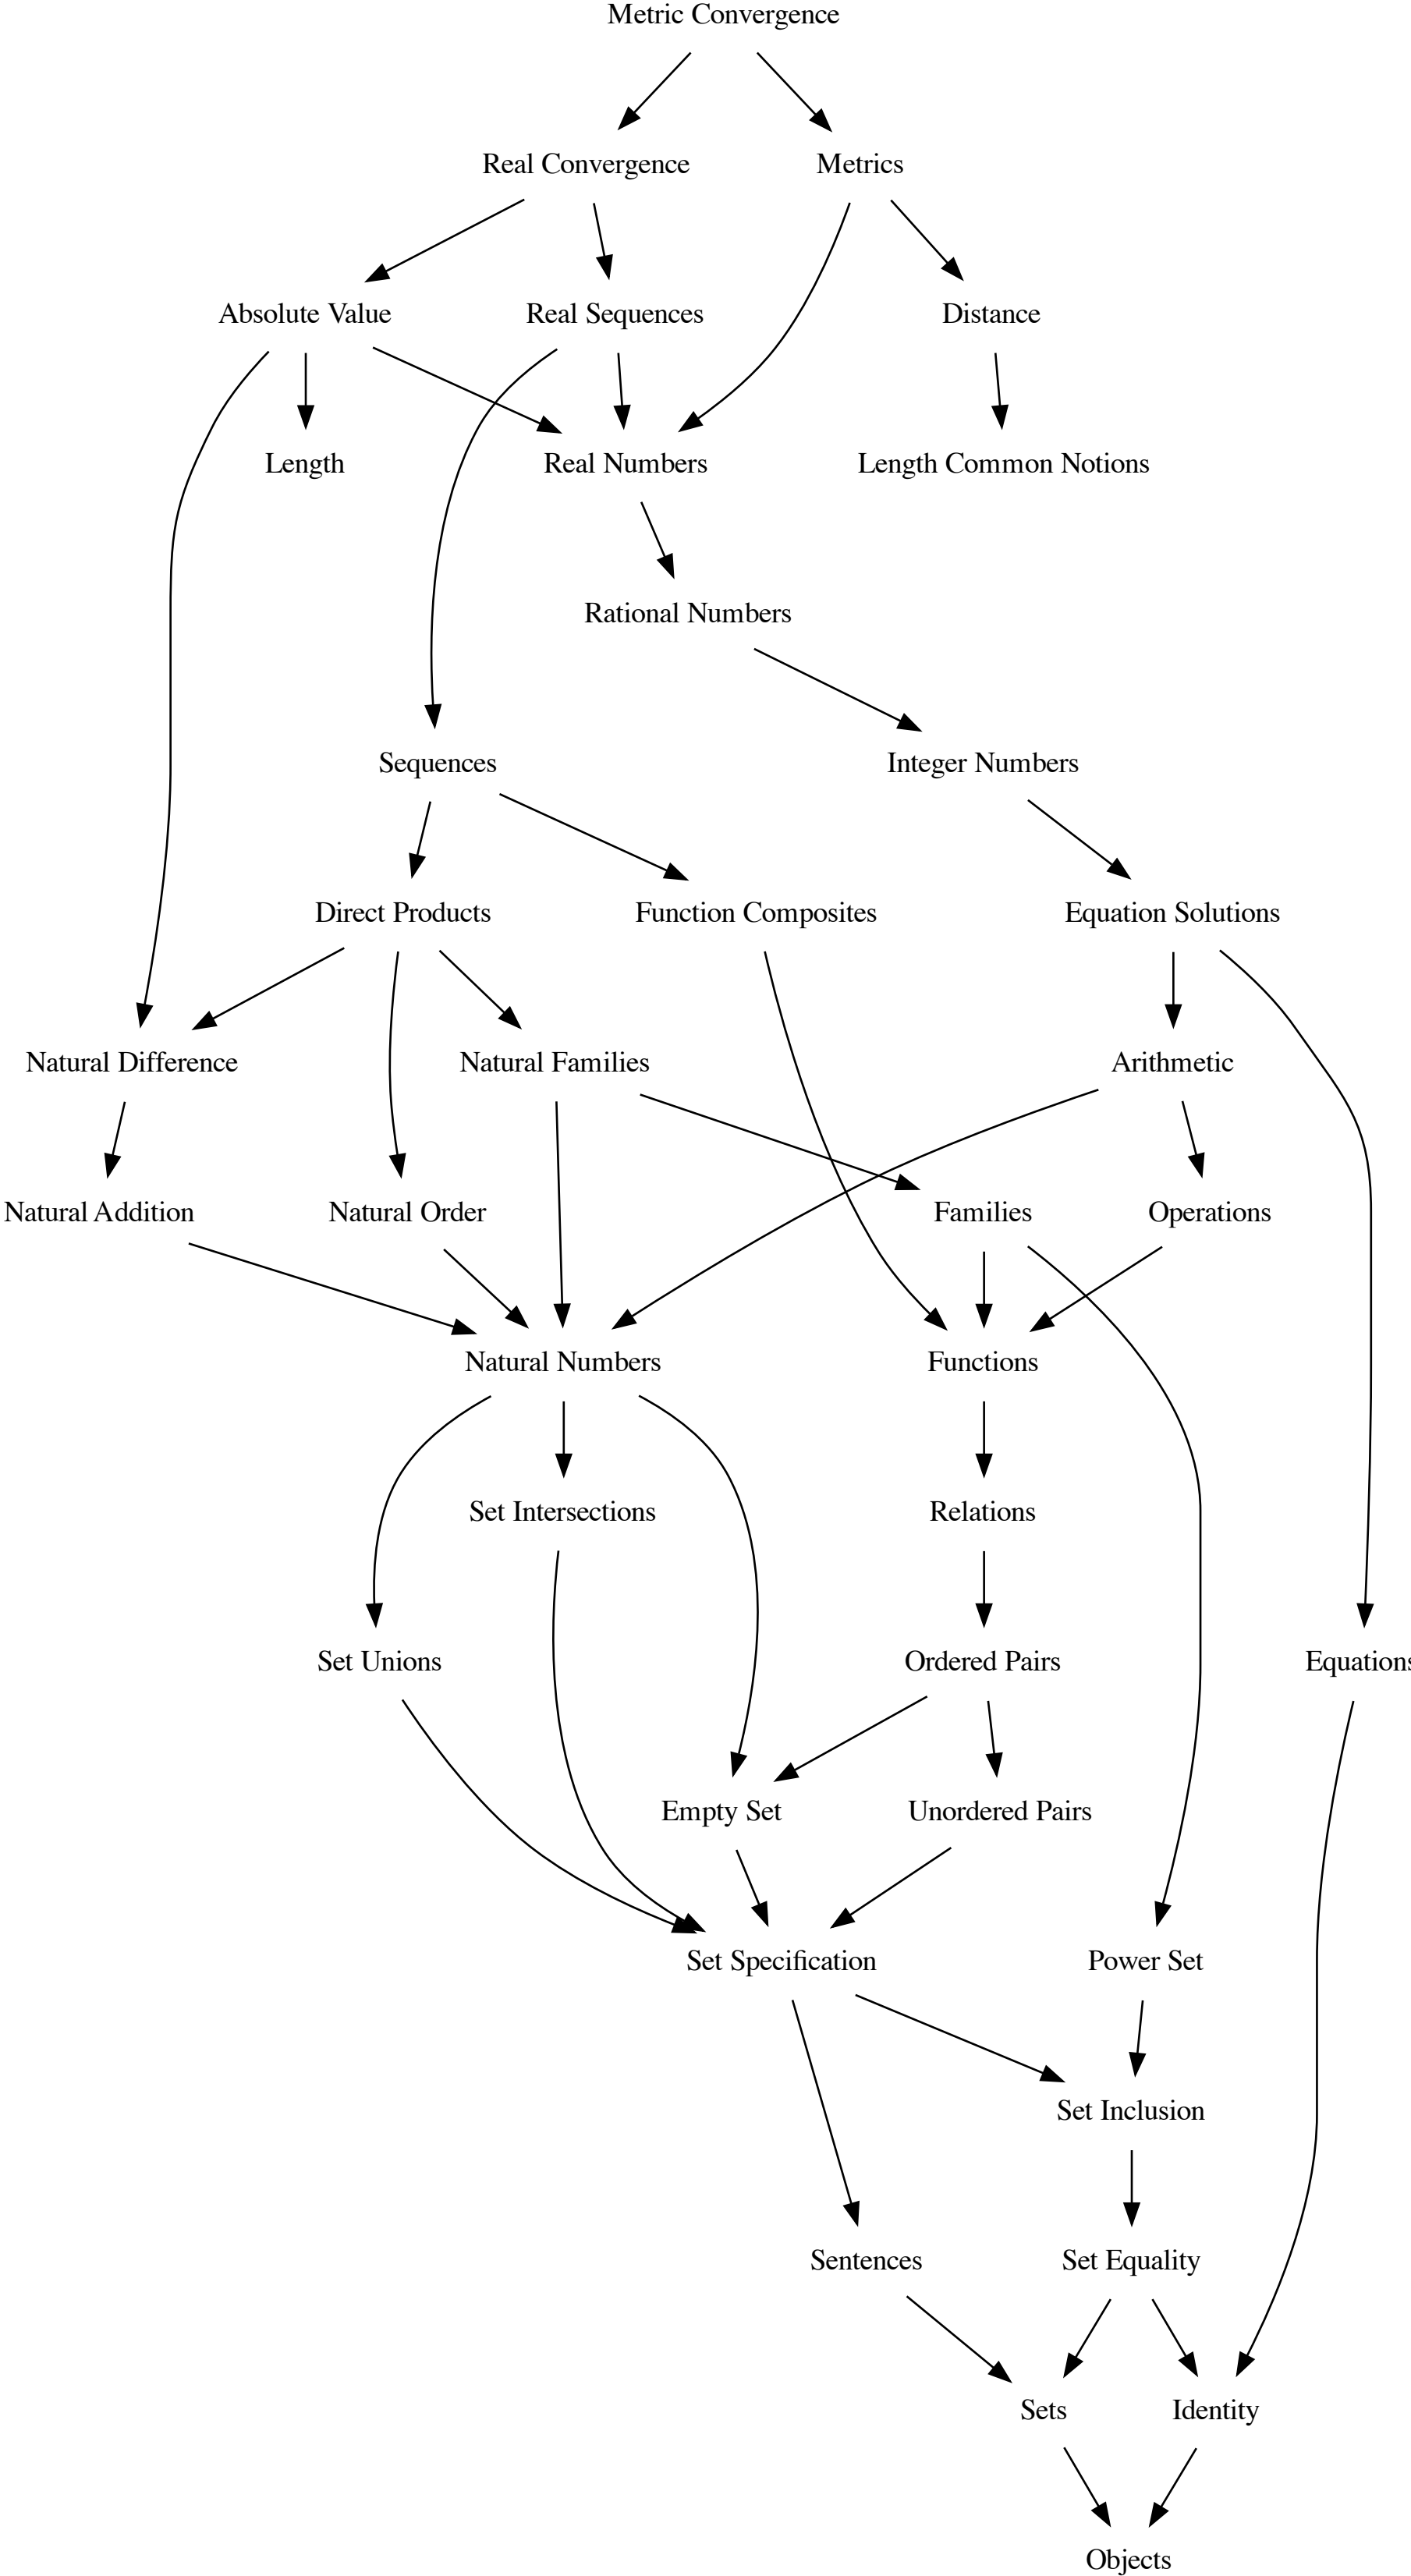 Metric Convergence
Real Convergence
Metrics
Absolute Value
Real Sequences
Distance
Length
Real Numbers
Length Common Notions
Rational Numbers
Sequences
Integer Numbers
Direct Products
Function Composites
Equation Solutions
Natural Difference
Natural Families
Arithmetic
Natural Addition
Natural Order
Families
Operations
Natural Numbers
Functions
Set Intersections
Relations
Set Unions
Ordered Pairs
Equations
Empty Set
Unordered Pairs
Set Specification
Power Set
Set Inclusion
Sentences
Set Equality
Sets
Identity
Objects